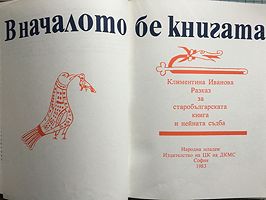 В началото бе книгата
Климентина Иванова
Разказ
за
старобългарската
книга
и нейната съдба
Народна младеж
Издателство на ЦК на ДКМС
София
1983